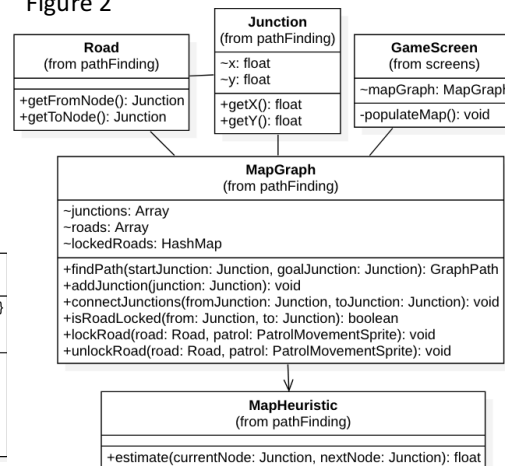 Figure 2
Road
(from pathFinding)
+getFromNode(): Junction
+getToNode(): Junction
Junction
(from pathFinding)
~x: float
~y: float
+getX(): float
+getY(): float
GameScreen
(from screens)
~mapGraph: MapGraph
-populateMap(): void
MapGraph
(from pathFinding)
~junctions: Array
~roads: Array
~lockedRoads: HashMap
+findPath(startJunction: Junction, goalJunction: Junction): GraphPath
+addJunction(junction: Junction): void
+connectJunctions(fromJunction: Junction, toJunction: Junction): void
+isRoadLocked(from: Junction, to: Junction): boolean
+lockRoad(road: Road, patrol: PatrolMovementSprite): void
+unlockRoad(road: Road, patrol: PatrolMovementSprite): void
}
MapHeuristic
(from pathFinding)
+estimate(currentNode: Junction, nextNode: Junction): float